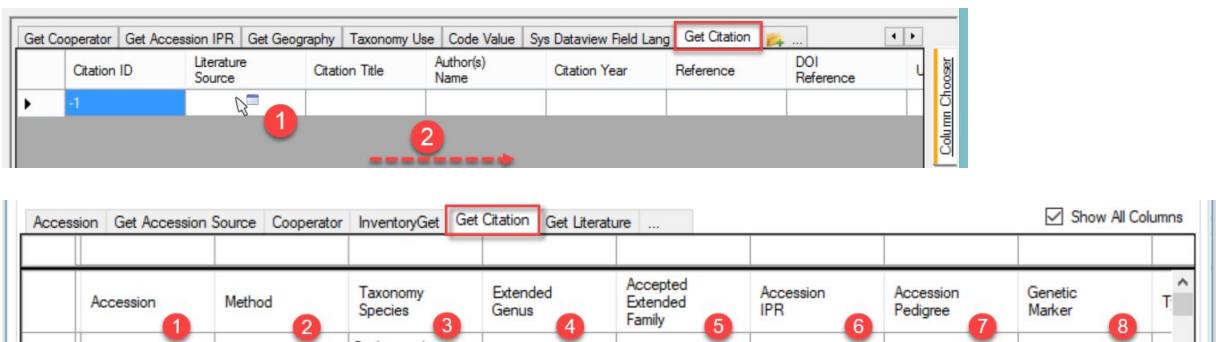 Get Cooperator Get Accession IPR Get Geography Taxonomy Use Code Value Sys Dataview Field Lang Get Citation ...
Citation ID Literature Source Citation Title Author(s) Name Citation Year Reference DOI Reference U
-1
1
2
Column Chooser
Accession Get Accession Source Cooperator InventoryGet Get Citation Get Literature ... Show All Columns
Accession Method Taxonomy Species Extended Genus Accepted Extended Family Accession IPR Accession Pedigree Genetic Marker T
1 2 3 4 5 6 7 8